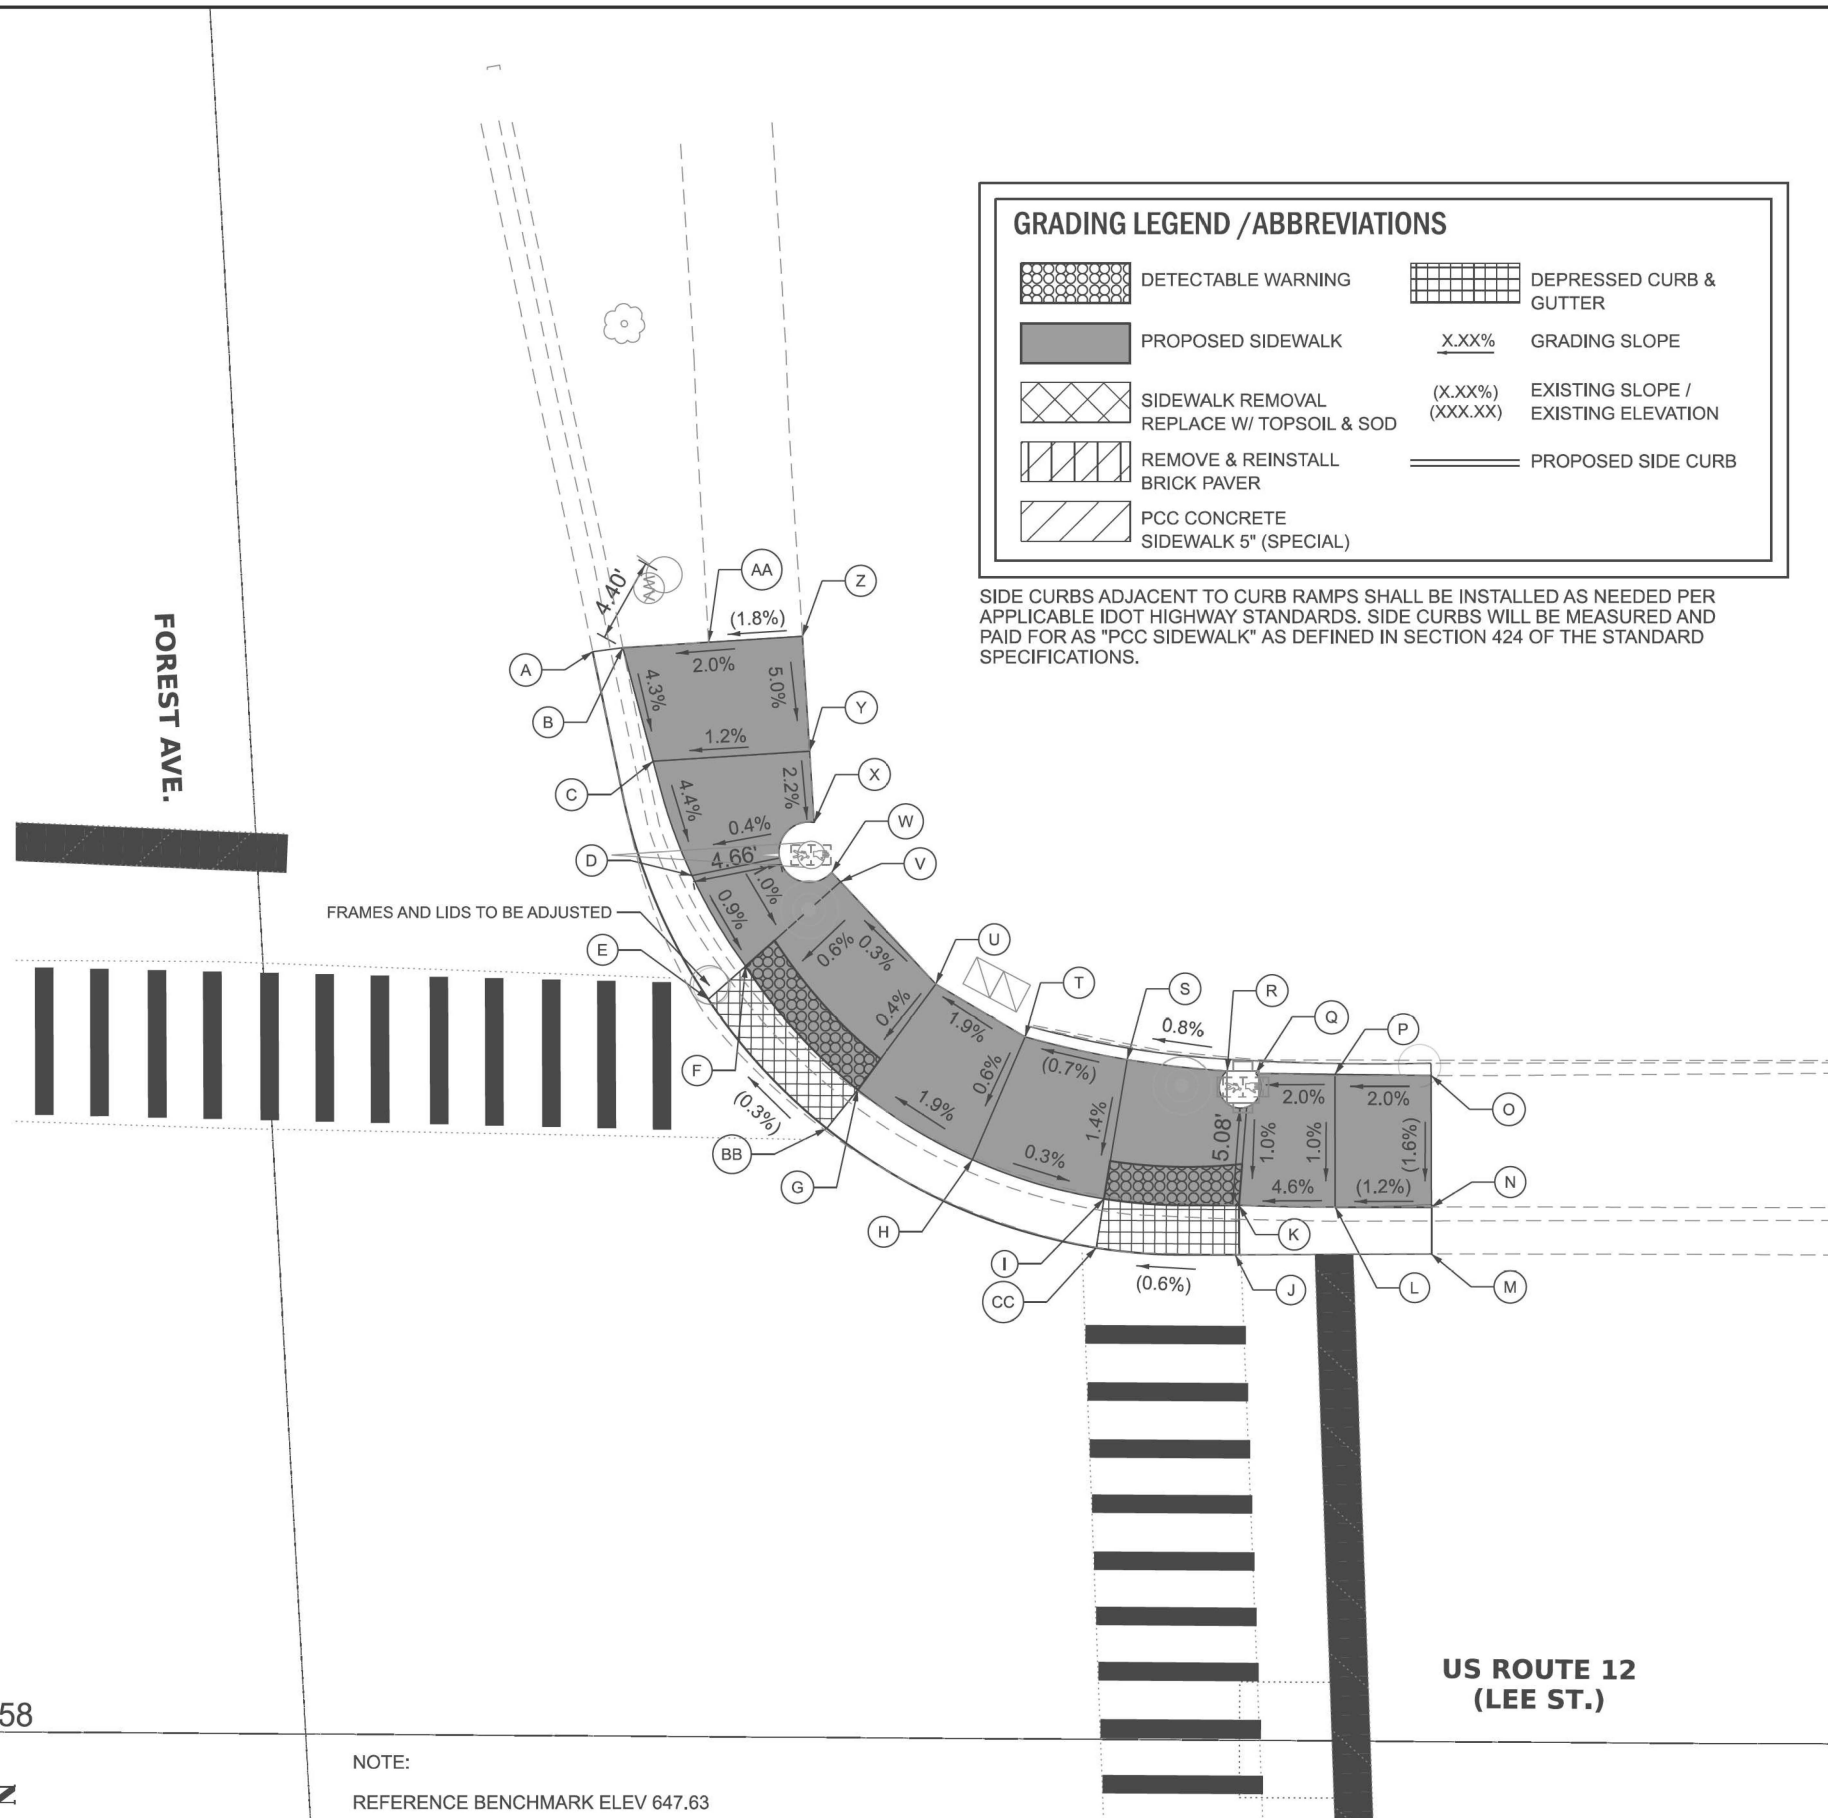 GRADING LEGEND / ABBREVIATIONS
DETECTABLE WARNING
PROPOSED SIDEWALK
SIDEWALK REMOVAL
REPLACE W/ TOPSOIL & SOD
REMOVE & REINSTALL
BRICK PAVER
PCC CONCRETE
SIDEWALK 5" (SPECIAL)
DEPRESSED CURB &
GUTTER
X.XX%
GRADING SLOPE
(X.XX%)
(XXX.XX)
EXISTING SLOPE /
EXISTING ELEVATION
PROPOSED SIDE CURB
SIDE CURBS ADJACENT TO CURB RAMPS SHALL BE INSTALLED AS NEEDED PER
APPLICABLE IDOT HIGHWAY STANDARDS. SIDE CURBS WILL BE MEASURED AND
PAID FOR AS "PCC SIDEWALK" AS DEFINED IN SECTION 424 OF THE STANDARD
SPECIFICATIONS.
FOREST AVE.
4.40'
AA
Z
(1.8%)
A
2.0%
4.3%
5.0%
B
Y
1.2%
C
X
4.4%
2.2%
W
0.4%
D
4.66'
V
1.0%
0.9%
FRAMES AND LIDS TO BE ADJUSTED
E
0.6%
0.3%
U
F
0.4%
T
1.9%
S
R
0.8%
Q
P
(0.7%)
0.6%
(0.3%)
1.9%
1.4%
2.0%
2.0%
O
BB
0.3%
5.08'
1.0%
1.0%
(1.6%)
G
4.6%
(1.2%)
N
H
K
I
(0.6%)
CC
J
L
M
US ROUTE 12
(LEE ST.)
58
N
NOTE:
REFERENCE BENCHMARK ELEV 647.63